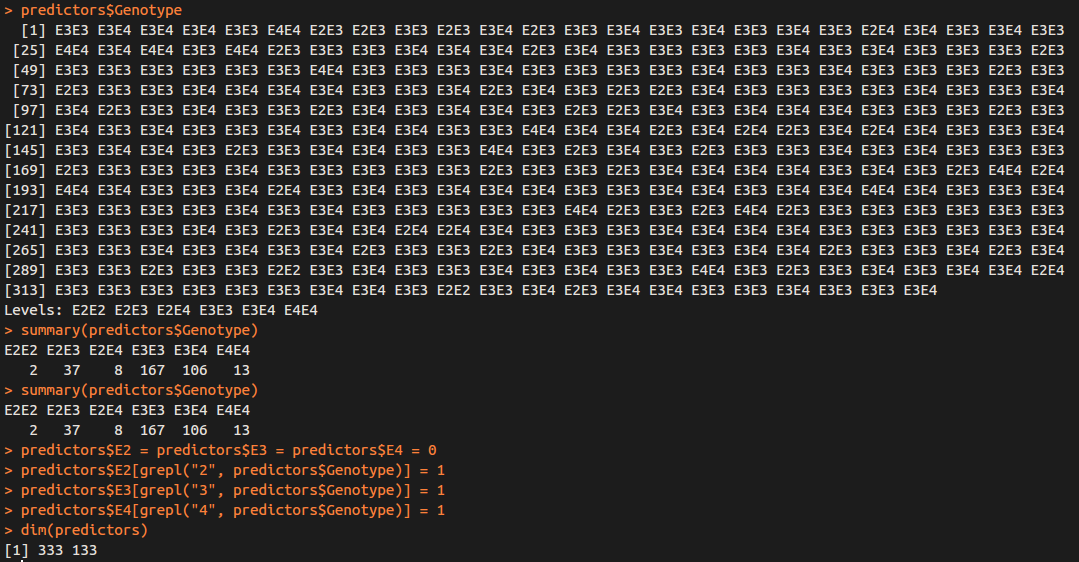 > predictors$Genotype
  [1] E3E3 E3E4 E3E4 E3E4 E3E3 E4E4 E2E3 E2E3 E3E3 E2E3 E3E4 E2E3 E3E3 E3E4 E3E3 E3E4 E3E3 E3E4 E3E3 E2E4 E3E4 E3E3 E3E4 E3E3
 [25] E4E4 E3E4 E4E4 E3E3 E4E4 E2E3 E3E3 E3E3 E3E4 E3E4 E3E4 E2E3 E3E4 E3E3 E3E3 E3E3 E3E3 E3E4 E3E3 E3E4 E3E3 E3E3 E3E3 E2E3
 [49] E3E3 E3E3 E3E3 E3E3 E3E3 E3E3 E4E4 E3E3 E3E3 E3E3 E3E4 E3E3 E3E3 E3E3 E3E3 E3E4 E3E3 E3E3 E3E4 E3E3 E3E3 E3E3 E2E3 E3E3
 [73] E2E3 E3E3 E3E3 E3E4 E3E4 E3E4 E3E4 E3E3 E3E3 E3E4 E2E3 E3E4 E3E3 E2E3 E2E3 E3E4 E3E3 E3E3 E3E3 E3E3 E3E4 E3E3 E3E3 E3E4
 [97] E3E4 E2E3 E3E3 E3E4 E3E3 E3E3 E2E3 E3E4 E3E3 E3E4 E3E4 E3E3 E2E3 E2E3 E3E4 E3E3 E3E4 E3E4 E3E4 E3E3 E3E3 E3E3 E2E3 E3E3
[121] E3E4 E3E3 E3E4 E3E3 E3E3 E3E4 E3E3 E3E4 E3E4 E3E3 E3E3 E4E4 E3E4 E3E4 E2E3 E3E4 E2E4 E2E3 E3E4 E2E4 E3E4 E3E3 E3E3 E3E4
[145] E3E3 E3E4 E3E4 E3E3 E2E3 E3E3 E3E4 E3E4 E3E3E4 E3E3 E4E4 E3E3 E2E3 E3E4 E3E3 E2E3 E3E3 E3E3 E3E4 E3E3 E3E4 E3E3 E3E3 E3E3
[169] E2E3 E3E3 E3E3 E3E3 E3E4 E3E3 E3E3 E3E3 E3E3 E3E3 E2E3 E3E3 E3E3 E2E3 E3E4 E3E4 E3E4 E3E4 E3E3 E3E4 E3E3 E2E3 E4E4 E2E4
[193] E4E4 E3E4 E3E3 E3E3 E3E4 E2E4 E3E3 E3E3 E3E4 E3E4 E3E4 E3E4 E3E3 E3E3 E3E4 E3E3 E3E4 E3E3 E3E4 E4E4 E3E4 E3E3 E3E3 E3E4
[217] E3E3 E3E3 E3E3 E3E3 E3E4 E3E3 E3E4 E3E3 E3E3 E3E3 E3E3 E3E3 E4E4 E2E3 E3E3 E2E3 E4E4 E2E3 E3E3 E3E3 E3E3 E3E3 E3E3 E3E3
[241] E3E3 E3E3 E3E3 E3E4 E3E3 E2E3 E3E4 E3E4 E2E4 E2E4 E3E4 E3E3 E3E3 E3E3 E3E4 E3E4 E3E4 E3E4 E3E3 E3E3 E3E3 E3E3 E3E3 E3E4
[265] E3E3 E3E3 E3E4 E3E3 E3E4 E3E3 E3E4 E2E3 E3E3 E3E3 E2E3 E3E4 E3E3 E3E3 E3E4 E3E3 E3E4 E3E4 E2E3 E3E3 E3E3 E3E4 E2E3 E3E4
[289] E3E3 E3E3 E2E3 E3E3 E3E3 E2E2 E3E3 E3E4 E3E3 E3E3 E3E4 E3E3 E3E4 E3E3 E3E3 E4E4 E3E3 E2E3 E3E3 E3E4 E3E3 E3E4 E3E4 E2E4
[313] E3E3 E3E3 E3E3 E3E3 E3E3 E3E3 E3E4 E3E4 E3E3 E2E2 E3E3 E3E4 E2E3 E3E4 E3E4 E3E3 E3E3 E3E4 E3E3 E3E3 E3E4
Levels: E2E2 E2E3 E2E4 E3E3 E3E4 E4E4
> summary(predictors$Genotype)
E2E2 E2E3 E2E4 E3E3 E3E4 E4E4
   2   37    8  167  106   13
> summary(predictors$Genotype)
E2E2 E2E3 E2E4 E3E3 E3E4 E4E4
   2   37    8  167  106   13
> predictors$E2 = predictors$E3 = predictors$E4 = 0
> predictors$E2[grepl("2", predictors$Genotype)] = 1
> predictors$E3[grepl("3", predictors$Genotype)] = 1
> predictors$E4[grepl("4", predictors$Genotype)] = 1
> dim(predictors)
[1] 333 133